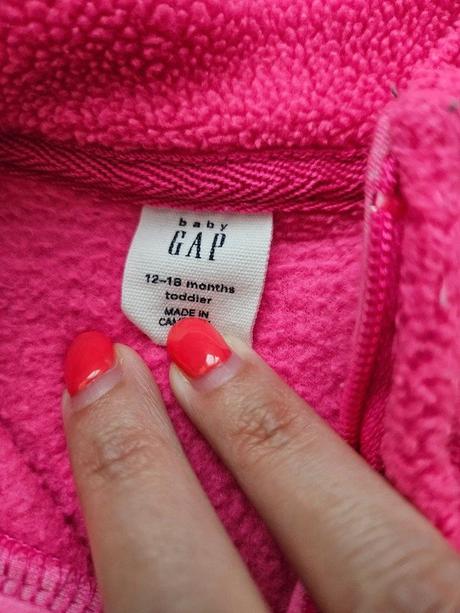 baby
GAP
12-18 months
toddler
MADE IN